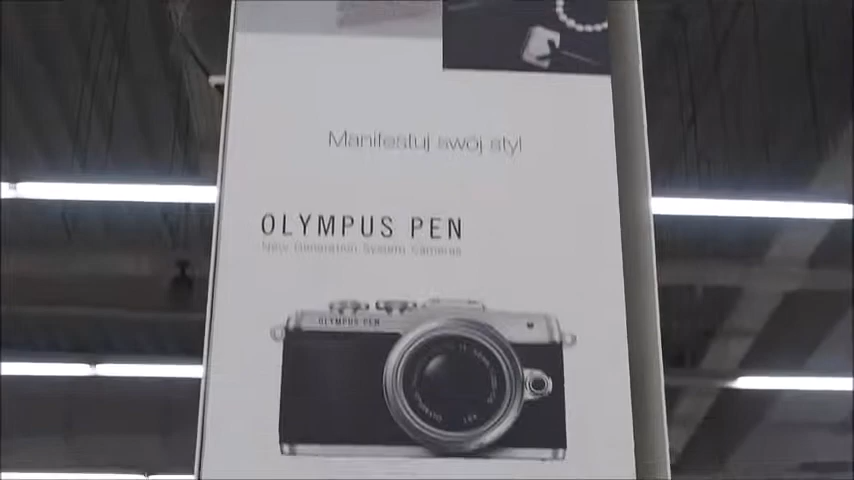 Manifestuj swój styl
OLYMPUS PEN
New Generation System Cameras
OLYMPUS PEN